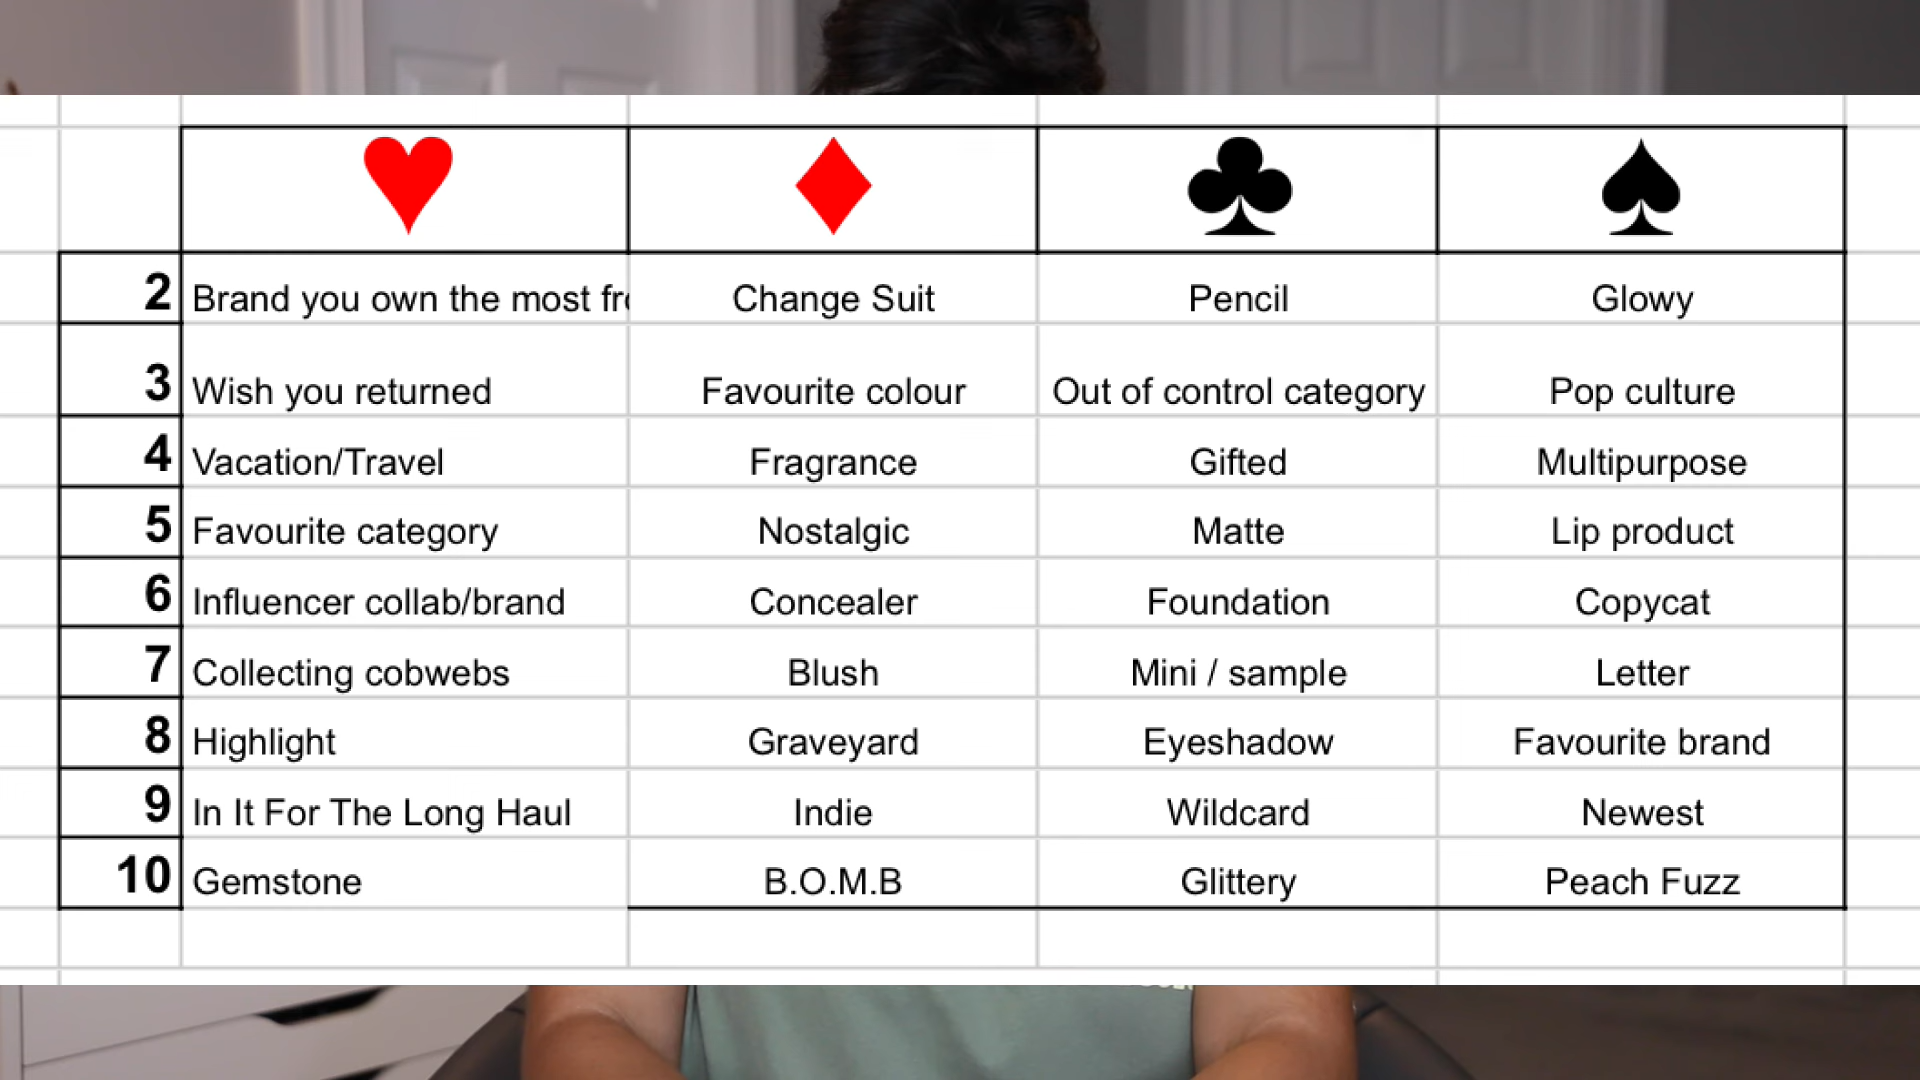 ♥ ♦ ♣ ♠
2 Brand you own the most Change Suit Pencil Glowy
3 Wish you returned Favourite colour Out of control category Pop culture
4 Vacation/Travel Fragrance Gifted Multipurpose
5 Favourite category Nostalgic Matte Lip product
6 Influencer collab/brand Concealer Foundation Copycat
7 Collecting cobwebs Blush Mini / sample Letter
8 Highlight Graveyard Eyeshadow Favourite brand
9 In It For The Long Haul Indie Wildcard Newest
10 Gemstone B.O.M.B Glittery Peach Fuzz